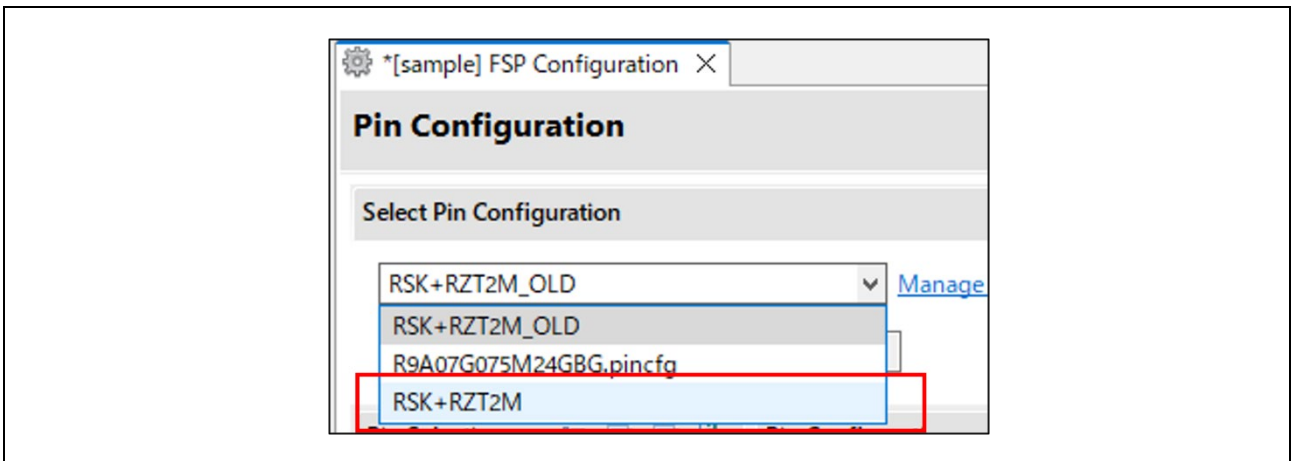 *[sample] FSP Configuration
Pin Configuration
Select Pin Configuration
RSK+RZT2M_OLD
Manage
RSK+RZT2M_OLD
R9A07G075M24GBG.pincfg
RSK+RZT2M